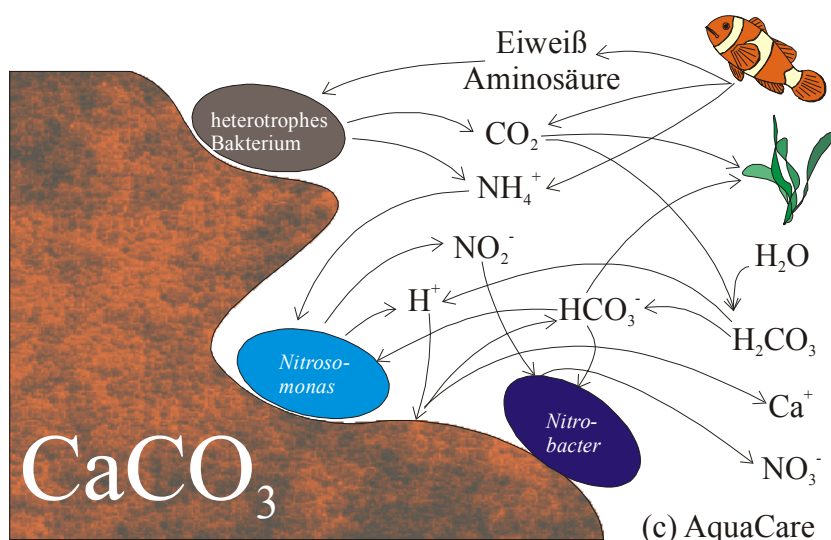 Eiweiß
Aminosäure
heterotrophes
Bakterium
CO₂
NH₄⁺
NO₂⁻
H₂O
H⁺
HCO₃⁻
H₂CO₃
Nitroso-
monas
Ca⁺
Nitro-
bacter
CaCO₃
NO₃⁻
(c) AquaCare